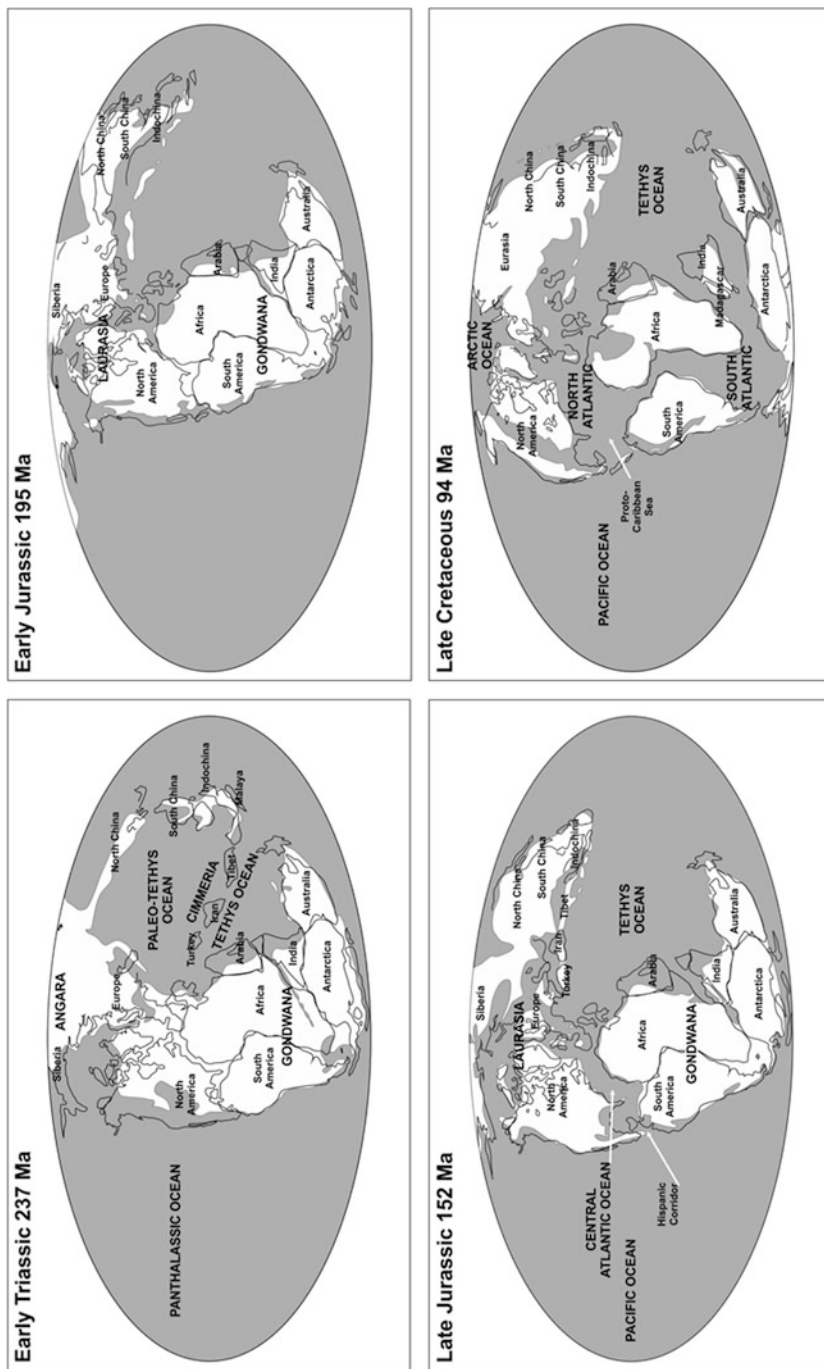 Early Triassic 237 Ma
Siberia
ANGARA
North China
Europe
PALEO-TETHYS
OCEAN
South China
Indochina
Malaya
CIMMERIA
Turkey
Iran
Tibet
TETHYS OCEAN
PANTHALASSIC OCEAN
North
America
Arabia
Africa
South
America
GONDWANA
India
Australia
Antarctica
Early Jurassic 195 Ma
Siberia
LAURASIA
Europe
North China
South China
Indochina
North
America
Africa
Arabia
South
America
GONDWANA
India
Australia
Antarctica
Late Jurassic 152 Ma
Siberia
LAURASIA
Europe
North China
South China
Indochina
North
America
Turkey
Iran
Tibet
CENTRAL
ATLANTIC OCEAN
PACIFIC OCEAN
Hispanic
Corridor
TETHYS
OCEAN
Arabia
Africa
South
America
GONDWANA
India
Australia
Antarctica
Late Cretaceous 94 Ma
ARCTIC
OCEAN
Eurasia
North China
South China
Indochina
North
America
NORTH
ATLANTIC
PACIFIC OCEAN
Proto-
Caribbean
Sea
TETHYS
OCEAN
Arabia
Africa
South
America
India
Madagascar
SOUTH
ATLANTIC
Australia
Antarctica